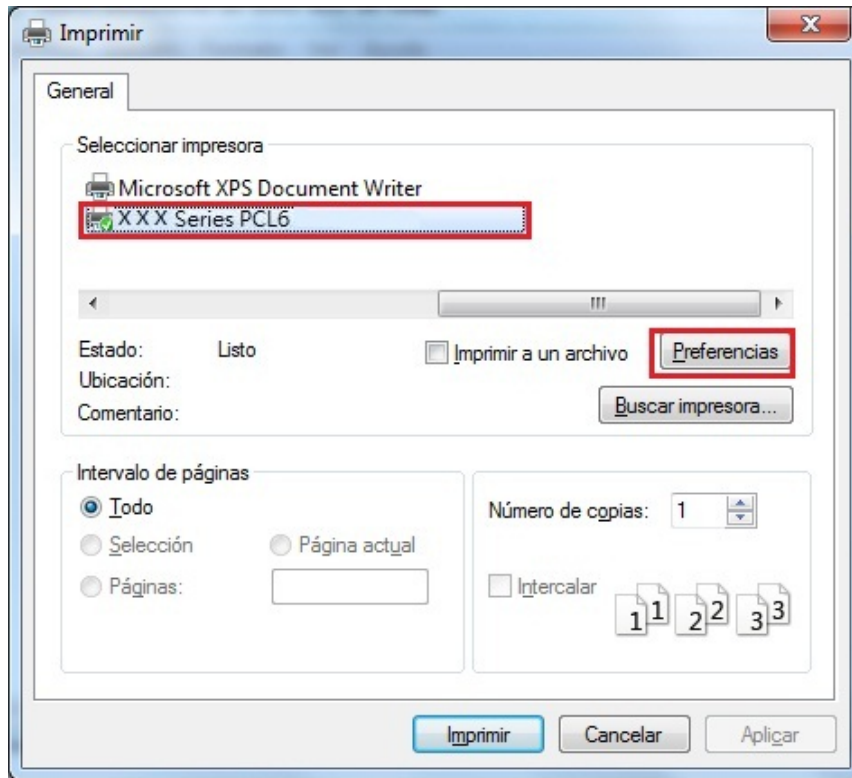 Imprimir
General
Seleccionar impresora
Microsoft XPS Document Writer
X X X Series PCL6
Estado: Listo
Imprimir a un archivo
Preferencias
Ubicación:
Comentario:
Buscar impresora...
Intervalo de páginas
Todo
Selección
Página actual
Páginas:
Número de copias: 1
Intercalar
1 1 2 2 3 3
Imprimir
Cancelar
Aplicar